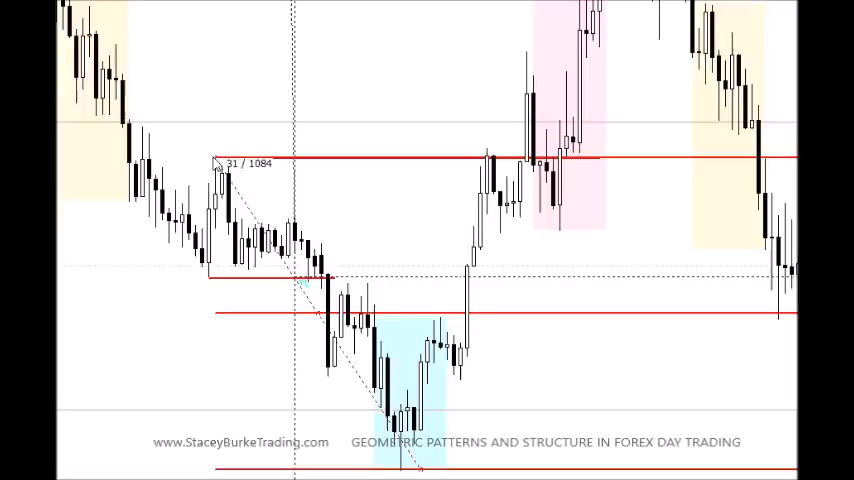 31 / 1084
www.StaceyBurkeTrading.com GEOMETRIC PATTERNS AND STRUCTURE IN FOREX DAY TRADING